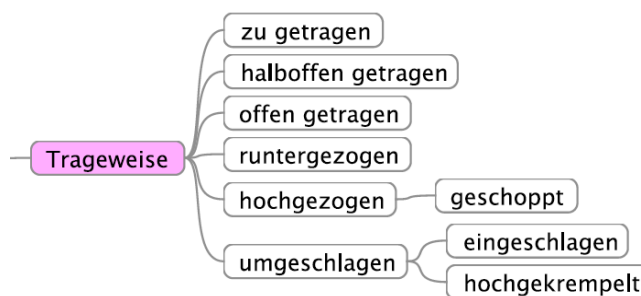 zu getragen
halboffen getragen
offen getragen
Trageweise
runtergezogen
hochgezogen
geschoppt
umgeschlagen
eingeschlagen
hochgekrempelt